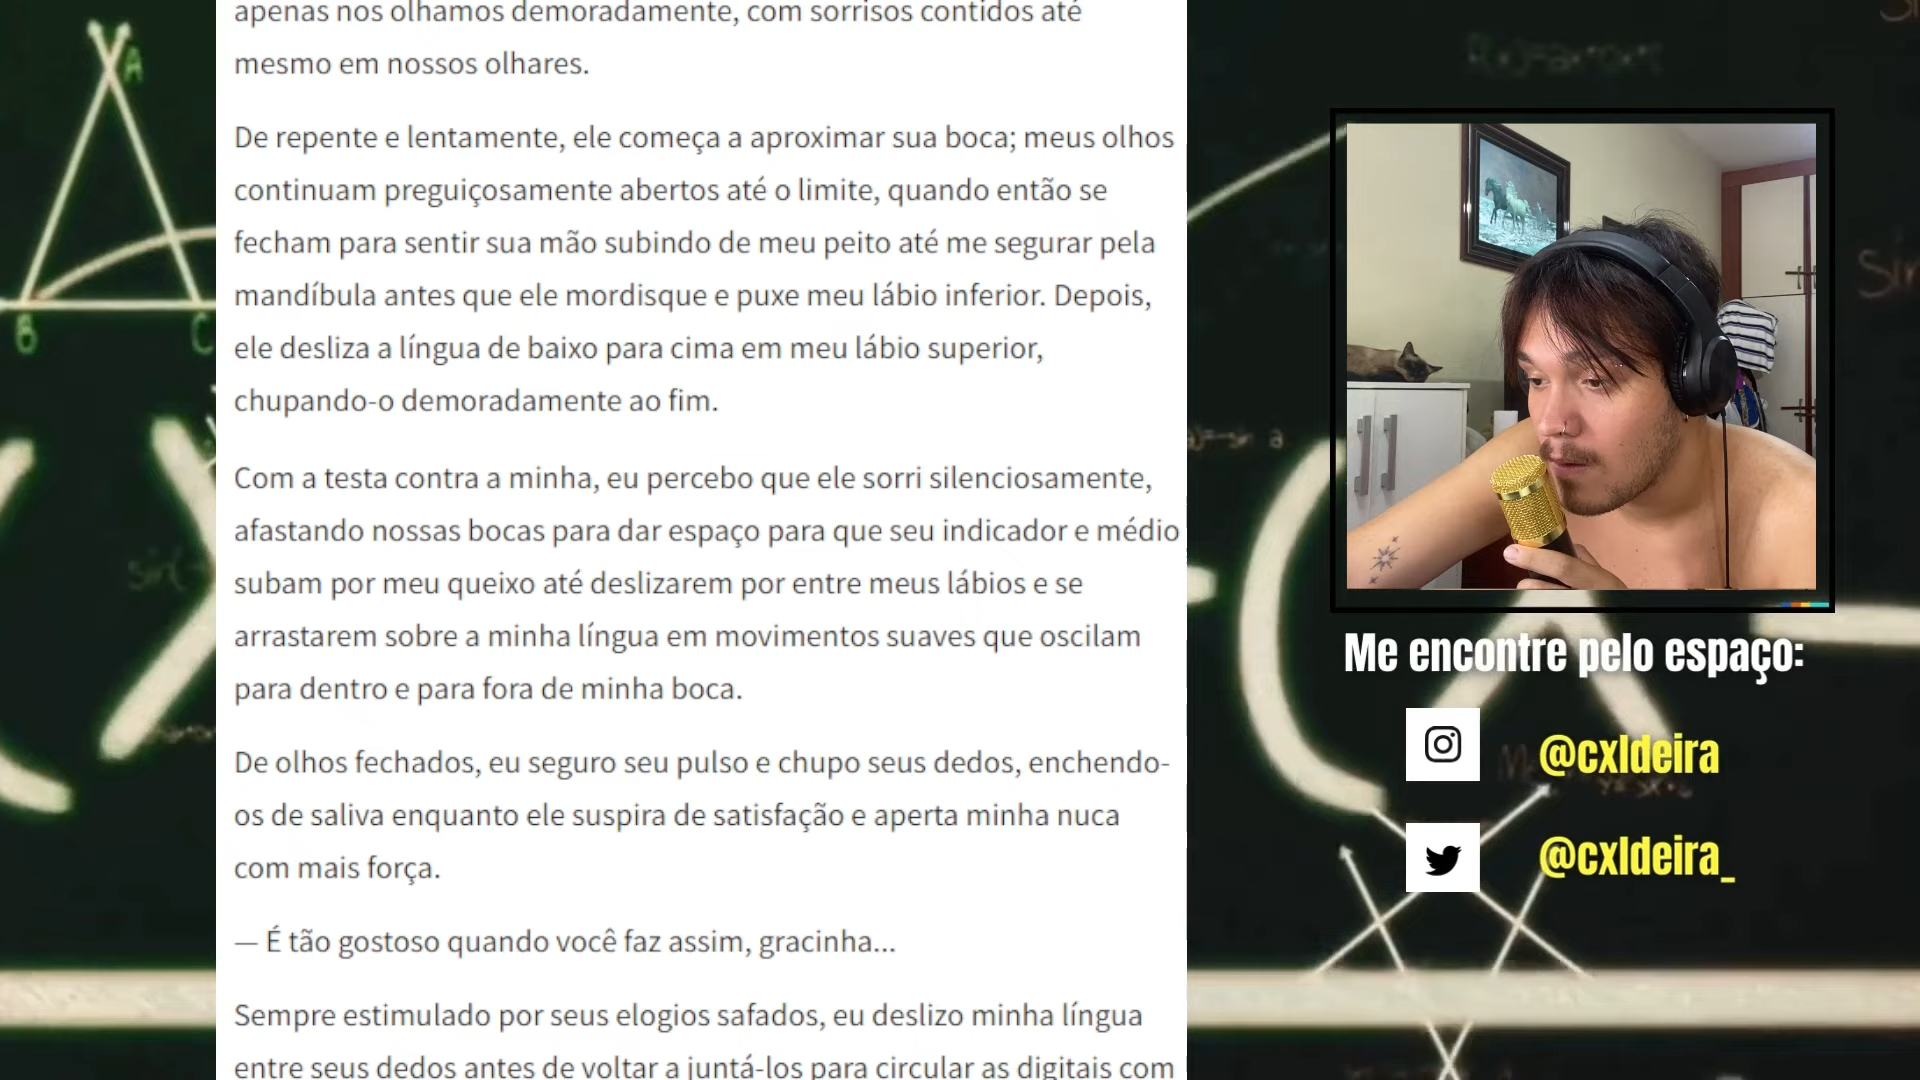 apenas nos olhamos demoradamente, com sorrisos contidos até
mesmo em nossos olhares.
De repente e lentamente, ele começa a aproximar sua boca; meus olhos
continuam preguiçosamente abertos até o limite, quando então se
fecham para sentir sua mão subindo de meu peito até me segurar pela
mandíbula antes que ele mordisque e puxe meu lábio inferior. Depois,
ele desliza a língua de baixo para cima em meu lábio superior,
chupando-o demoradamente ao fim.
Com a testa contra a minha, eu percebo que ele sorri silenciosamente,
afastando nossas bocas para dar espaço para que seu indicador e médio
subam por meu queixo até deslizarem por entre meus lábios e se
arrastarem sobre a minha língua em movimentos suaves que oscilam
para dentro e para fora de minha boca.
De olhos fechados, eu seguro seu pulso e chupo seus dedos, enchendo-
os de saliva enquanto ele suspira de satisfação e aperta minha nuca
com mais força.
— É tão gostoso quando você faz assim, gracinha...
Sempre estimulado por seus elogios safados, eu deslizo minha língua
entre seus dedos antes de voltar a juntá-los para circular as digitais com
A
B
C
Me encontre pelo espaço:
@cxldeira
@cxldeira_